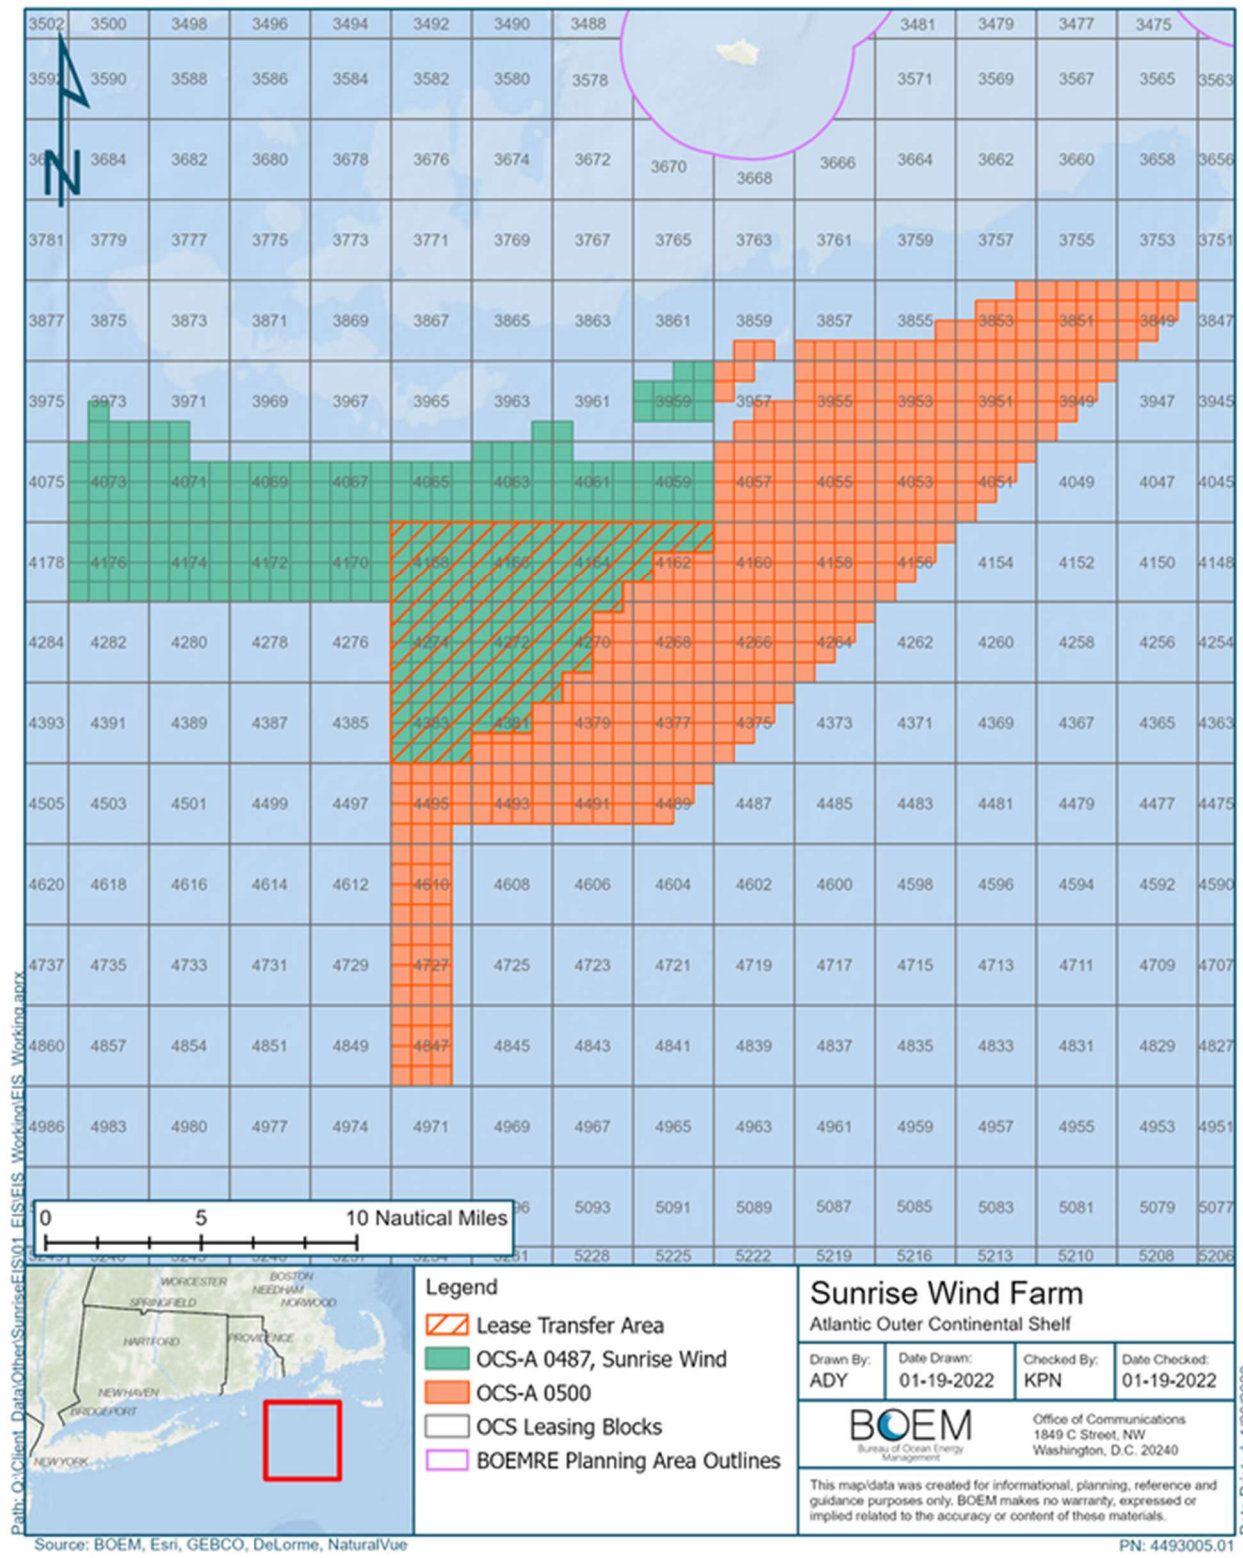 3502 3500 3498 3496 3494 3492 3490 3488 3481 3479 3477 3475
3592 3590 3588 3586 3584 3582 3580 3578 3571 3569 3567 3565 3563
3684 3682 3680 3678 3676 3674 3672 3670 3668 3666 3664 3662 3660 3658 3656
N
3781 3779 3777 3775 3773 3771 3769 3767 3765 3763 3761 3759 3757 3755 3753 3751
3877 3875 3873 3871 3869 3867 3865 3863 3861 3859 3857 3855 3853 3851 3849 3847
3975 3973 3971 3969 3967 3965 3963 3961 3959 3957 3955 3953 3951 3949 3947 3945
4075 4073 4071 4069 4067 4065 4063 4061 4059 4057 4055 4053 4051 4049 4047 4045
4178 4176 4174 4172 4170 4168 4166 4164 4162 4160 4158 4156 4154 4152 4150 4148
4284 4282 4280 4278 4276 4274 4272 4270 4268 4266 4264 4262 4260 4258 4256 4254
4393 4391 4389 4387 4385 4383 4381 4379 4377 4375 4373 4371 4369 4367 4365 4363
4505 4503 4501 4499 4497 4495 4493 4491 4489 4487 4485 4483 4481 4479 4477 4475
4620 4618 4616 4614 4612 4610 4608 4606 4604 4602 4600 4598 4596 4594 4592 4590
4737 4735 4733 4731 4729 4727 4725 4723 4721 4719 4717 4715 4713 4711 4709 4707
4860 4857 4854 4851 4849 4847 4845 4843 4841 4839 4837 4835 4833 4831 4829 4827
4986 4983 4980 4977 4974 4971 4969 4967 4965 4963 4961 4959 4957 4955 4953 4951
5093 5091 5089 5087 5085 5083 5081 5079 5077
0 5 10 Nautical Miles
5228 5225 5222 5219 5216 5213 5210 5208 5206
Path: Q:\Client_Data\Other\SunriseEIS\01_EIS\EIS_Working\EIS_Working.aprx
WORCESTER
BOSTON
NEEDHAM
SPRINGFIELD
NORWOOD
HARTFORD
PROVIDENCE
NEW HAVEN
BRIDGEPORT
NEW YORK
Legend
Lease Transfer Area
OCS-A 0487, Sunrise Wind
OCS-A 0500
OCS Leasing Blocks
BOEMRE Planning Area Outlines
Sunrise Wind Farm
Atlantic Outer Continental Shelf
Drawn By: Date Drawn: Checked By: Date Checked:
ADY 01-19-2022 KPN 01-19-2022
BOEM
Bureau of Ocean Energy
Management
Office of Communications
1849 C Street, NW
Washington, D.C. 20240
This map/data was created for informational, planning, reference and
guidance purposes only. BOEM makes no warranty, expressed or
implied related to the accuracy or content of these materials.
Source: BOEM, Esri, GEBCO, DeLorme, NaturalVue
PN: 4493005.01